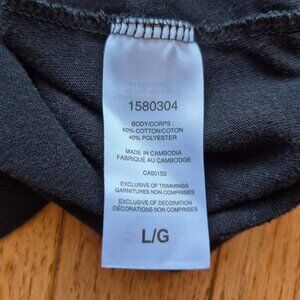 1580304
BODY/CORPS:
60% COTTON/COTON
40% POLYESTER
MADE IN CAMBODIA
FABRIQUÉ AU CAMBODGE
CA00153
EXCLUSIVE OF TRIMMINGS
GARNITURES NON COMPRISES
EXCLUSIVE OF DECORATION
DÉCORATIONS NON COMPRISES
L/G